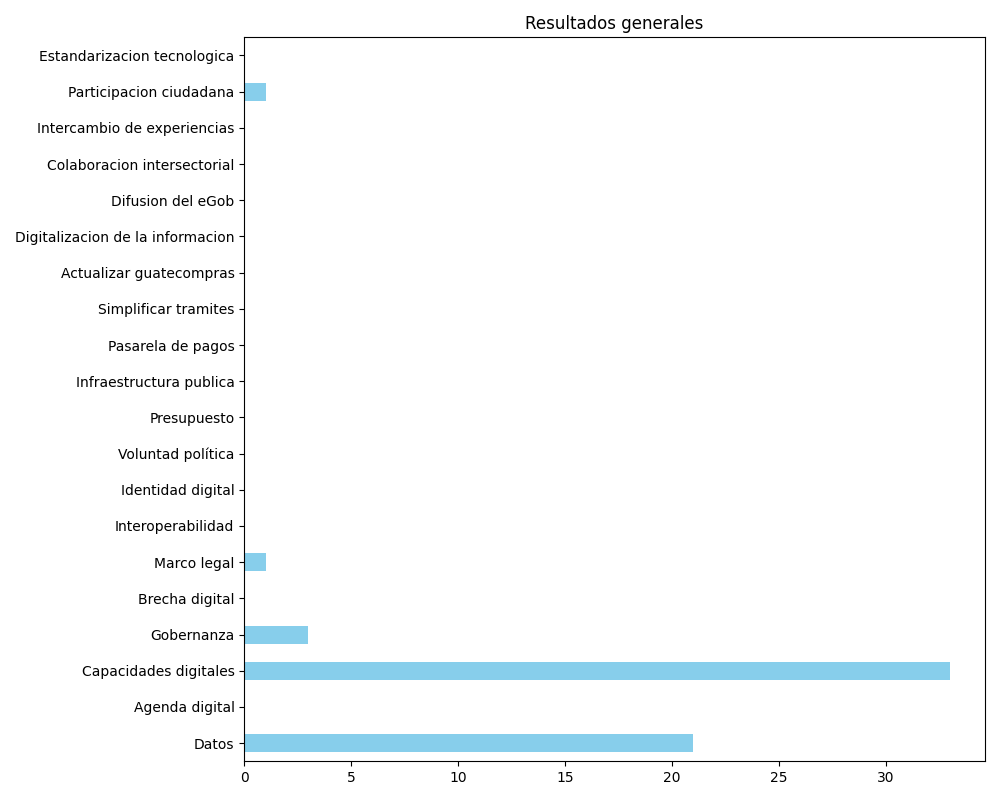 Resultados generales
Estandarizacion tecnologica
Participacion ciudadana
Intercambio de experiencias
Colaboracion intersectorial
Difusion del eGob
Digitalizacion de la informacion
Actualizar guatecompras
Simplificar tramites
Pasarela de pagos
Infraestructura publica
Presupuesto
Voluntad política
Identidad digital
Interoperabilidad
Marco legal
Brecha digital
Gobernanza
Capacidades digitales
Agenda digital
Datos
0 5 10 15 20 25 30